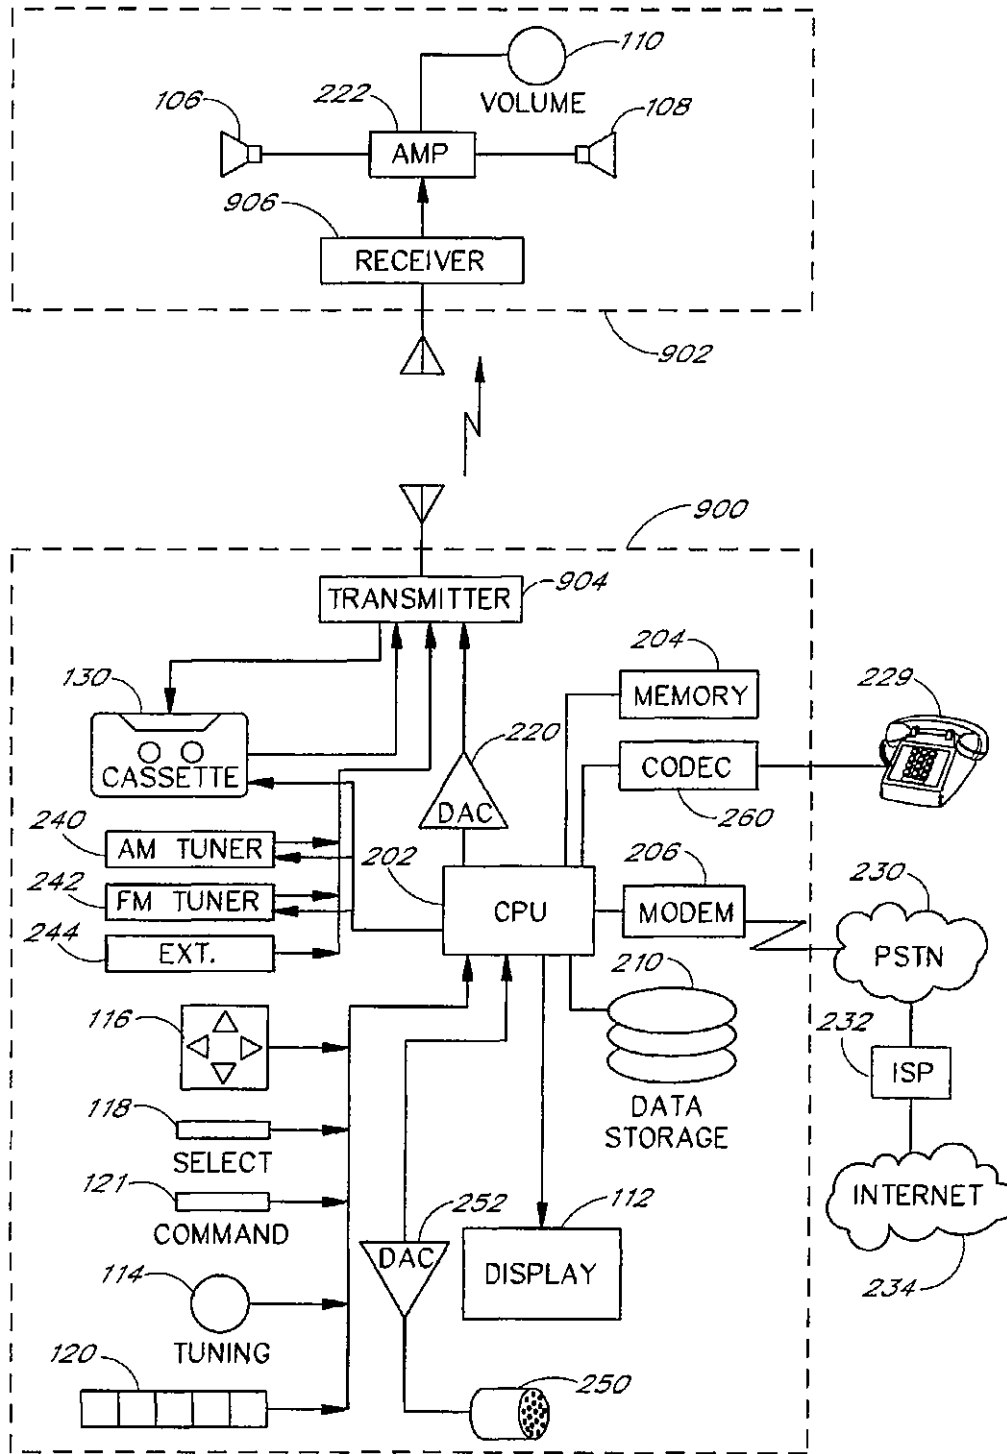 110
VOLUME
106
222
108
AMP
906
RECEIVER
902
900
TRANSMITTER
904
204
MEMORY
229
130
CASSETTE
220
DAC
CODEC
260
240
AM TUNER
202
206
230
242
FM TUNER
CPU
MODEM
PSTN
244
EXT.
210
116
232
ISP
DATA
STORAGE
118
SELECT
121
COMMAND
252
DAC
112
DISPLAY
INTERNET
234
114
TUNING
120
250